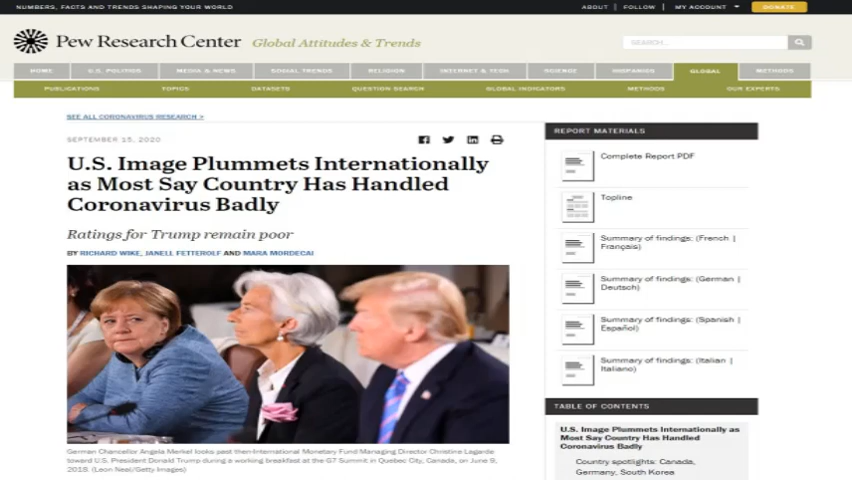 NUMBERS, FACTS AND TRENDS SHAPING YOUR WORLD
ABOUT | FOLLOW | MY ACCOUNT DONATE
Pew Research Center Global Attitudes & Trends
SEARCH...
HOME U.S. POLITICS MEDIA & NEWS SOCIAL TRENDS RELIGION INTERNET & TECH SCIENCE HISPANICS GLOBAL METHODS
PUBLICATIONS TOPICS DATASETS QUESTION SEARCH GLOBAL INDICATORS METHODS OUR EXPERTS
SEE ALL CORONAVIRUS RESEARCH >
SEPTEMBER 15, 2020
U.S. Image Plummets Internationally
as Most Say Country Has Handled
Coronavirus Badly
Ratings for Trump remain poor
BY RICHARD WIKE, JANELL FETTEROLF AND MARA MORDECAI
German Chancellor Angela Merkel looks past then-International Monetary Fund Managing Director Christine Lagarde
toward U.S. President Donald Trump during a working breakfast at the G7 Summit in Quebec City, Canada, on June 9,
2018. (Leon Neal/Getty Images)
REPORT MATERIALS
Complete Report PDF
Topline
Summary of findings: (French |
Français)
Summary of findings: (German |
Deutsch)
Summary of findings: (Spanish |
Español)
Summary of findings: (Italian |
Italiano)
TABLE OF CONTENTS
U.S. Image Plummets Internationally as
Most Say Country Has Handled
Coronavirus Badly
Country spotlights: Canada,
Germany, South Korea